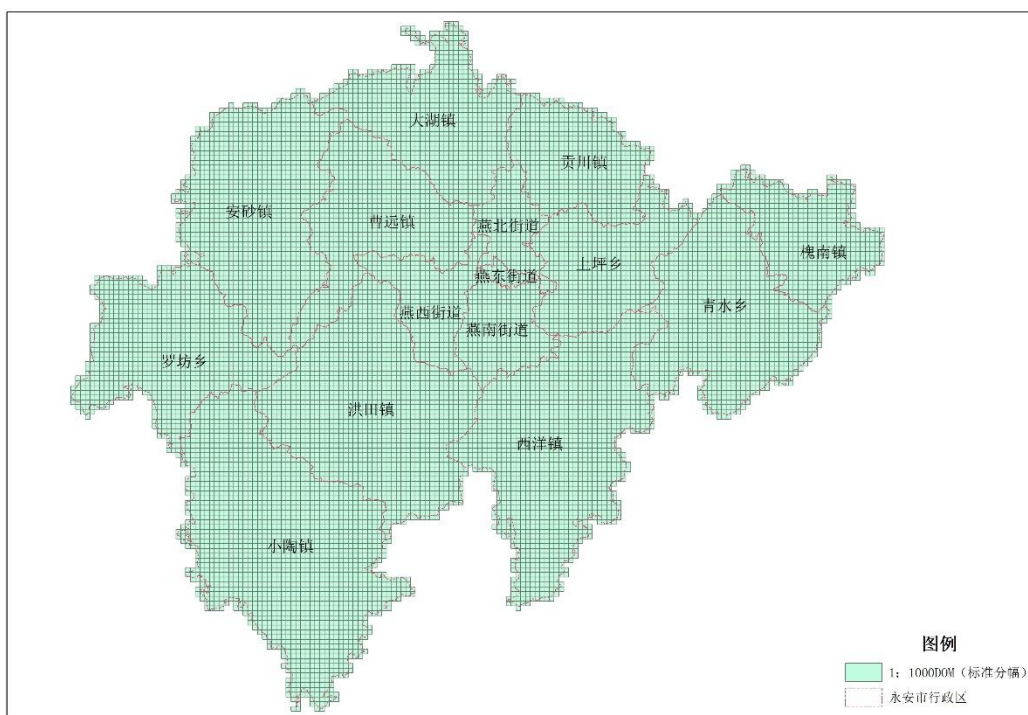 大湖镇
贡川镇
安砂镇
曹远镇
燕北街道
槐南镇
上坪乡
燕东街道
青水乡
燕西街道
燕南街道
罗坊乡
洪田镇
西洋镇
小陶镇
图例
1: 1000DOM（标准分幅）
永安市行政区